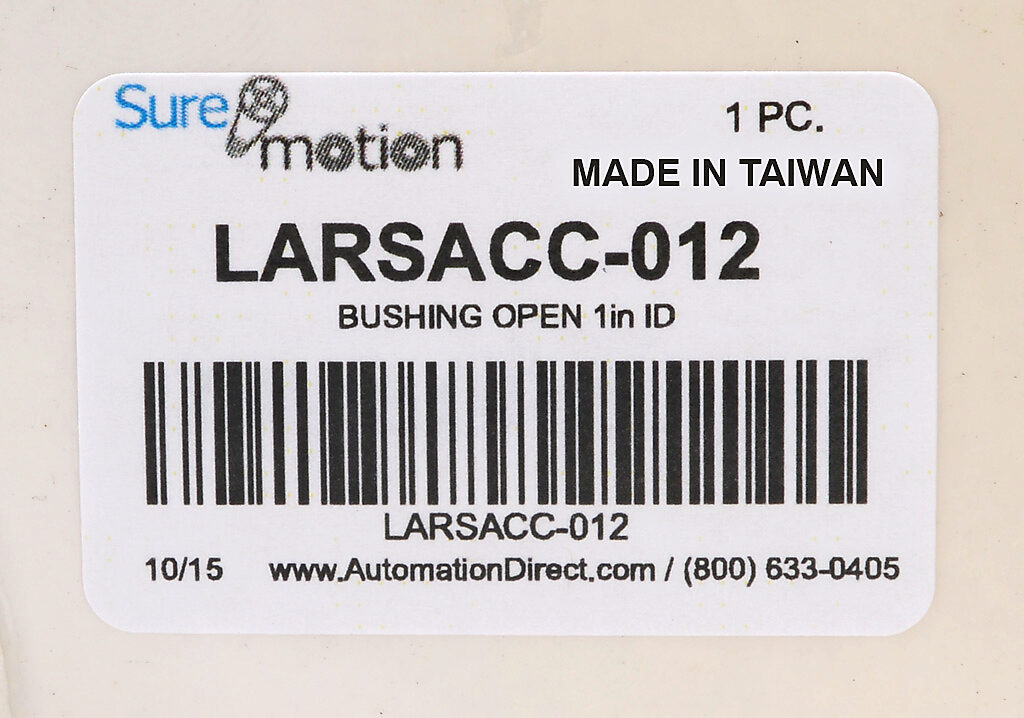 Sure motion
1 PC.
MADE IN TAIWAN
LARSACC-012
BUSHING OPEN 1in ID
LARSACC-012
10/15 www.AutomationDirect.com / (800) 633-0405